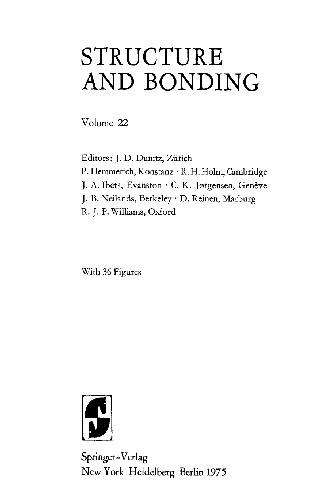 STRUCTURE
AND BONDING
Volume 22
Editors: J. D. Dunitz, Zürich
P. Hemmerich, Konstanz · R. H. Holm, Cambridge
J. A. Ibers, Evanston · C. K. Jørgensen, Genève
J. B. Neilands, Berkeley · D. Reinen, Marburg
R. J. P. Williams, Oxford
With 36 Figures
Springer-Verlag
New York Heidelberg Berlin 1975